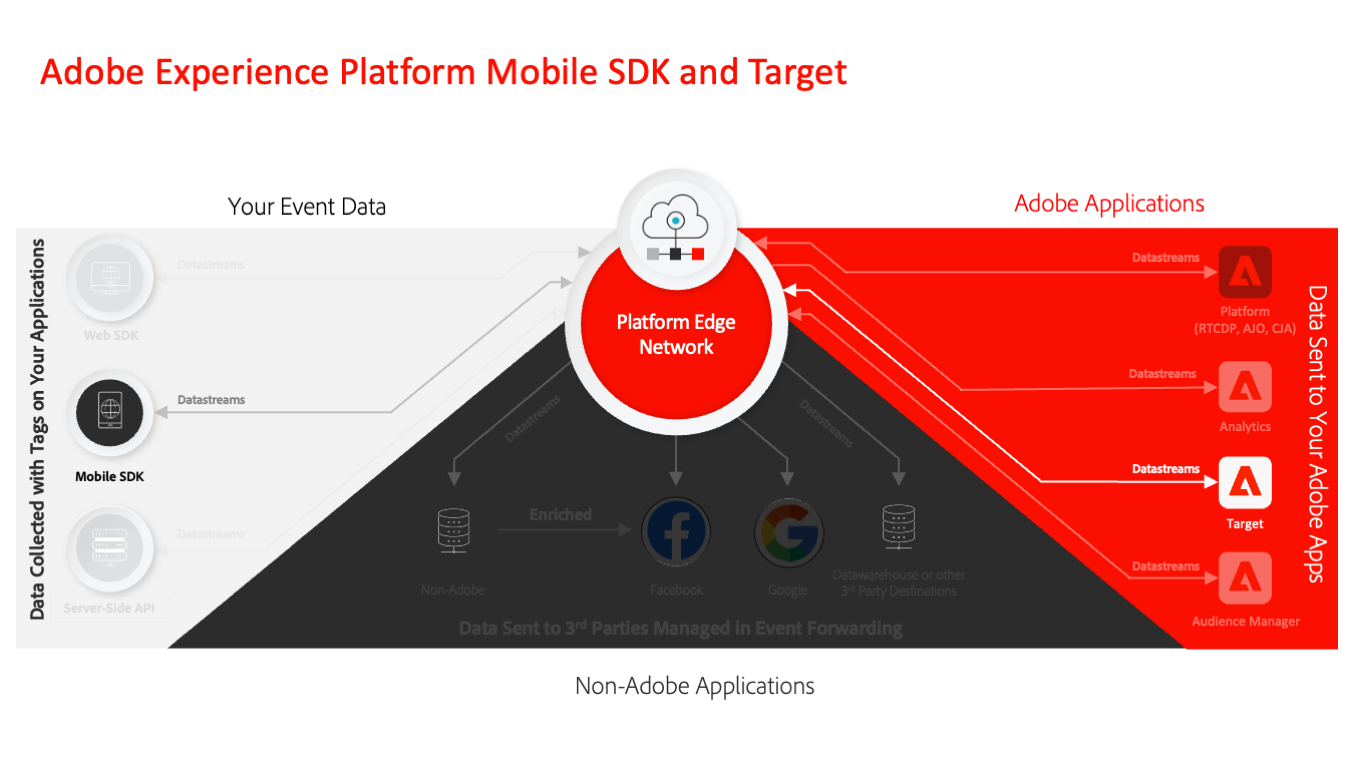 Adobe Experience Platform Mobile SDK and Target
Your Event Data
Adobe Applications
Data Collected with Tags on Your Applications
Datastreams
Web SDK
Datastreams
Mobile SDK
Datastreams
Server-Side API
Platform Edge
Network
Datastreams
Datastreams
Enriched
Non-Adobe
Facebook
Google
Datawarehouse or other
3rd Party Destinations
Data Sent to 3rd Parties Managed in Event Forwarding
Datastreams
Platform
(RTCDP, AJO, CJA)
Datastreams
Analytics
Datastreams
Target
Datastreams
Audience Manager
Data Sent to Your Adobe Apps
Non-Adobe Applications